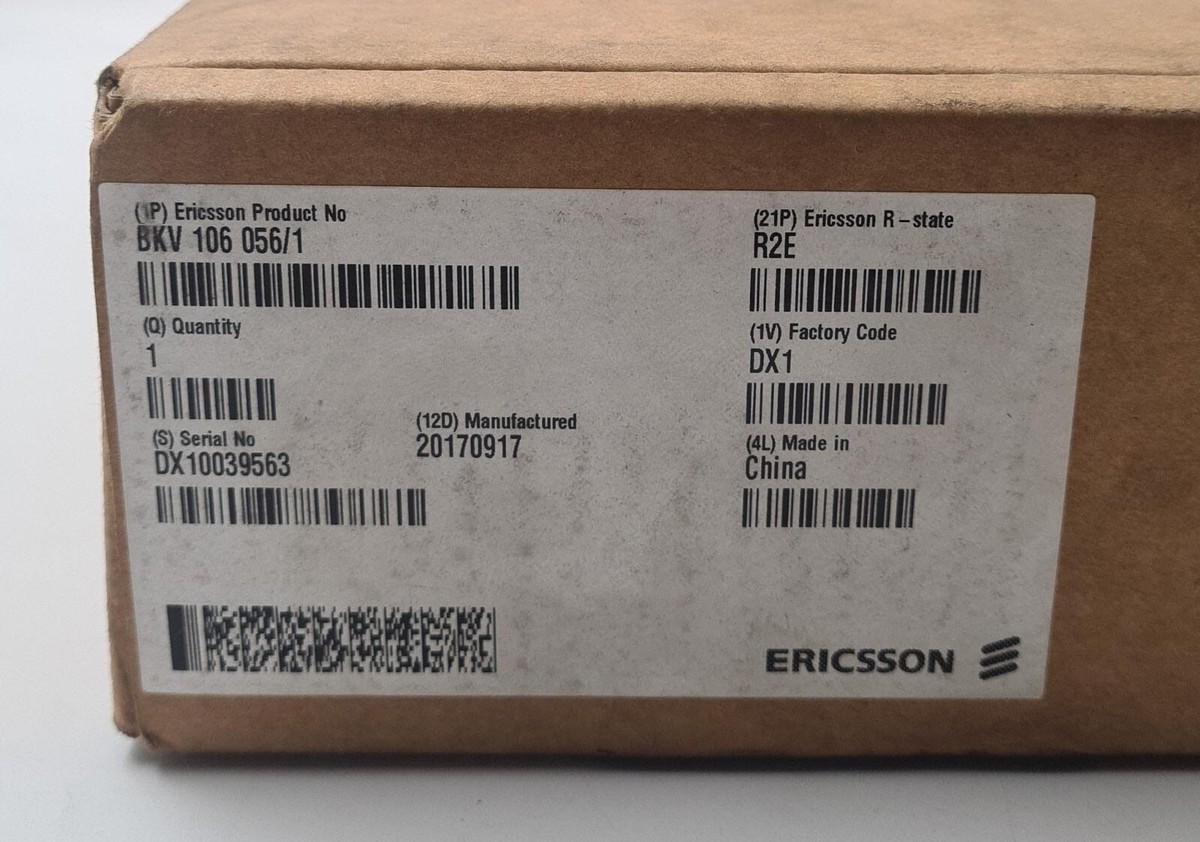 (1P) Ericsson Product No
BKV 106 056/1
(21P) Ericsson R-state
R2E
(Q) Quantity
1
(1V) Factory Code
DX1
(S) Serial No
DX10039563
(12D) Manufactured
20170917
(4L) Made in
China
ERICSSON